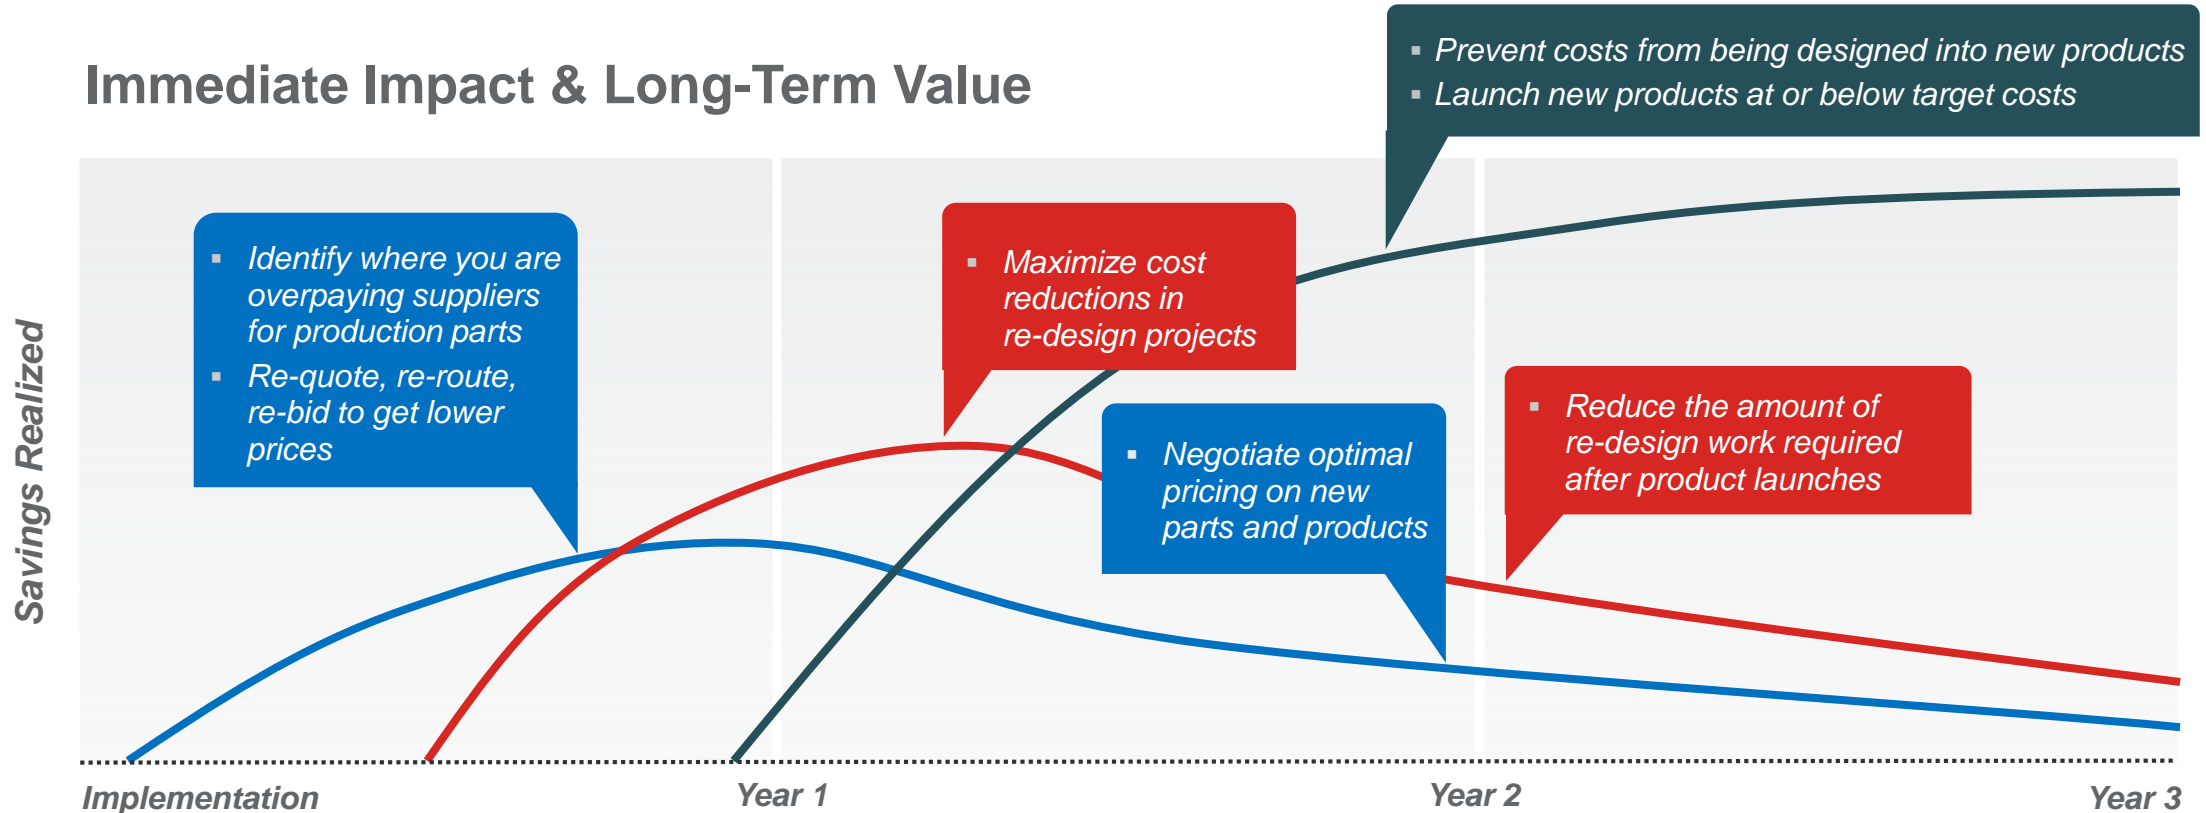 Immediate Impact & Long-Term Value
▪ Prevent costs from being designed into new products
▪ Launch new products at or below target costs
▪ Identify where you are
overpaying suppliers
for production parts
▪ Re-quote, re-route,
re-bid to get lower
prices
▪ Maximize cost
reductions in
re-design projects
▪ Negotiate optimal
pricing on new
parts and products
▪ Reduce the amount of
re-design work required
after product launches
Savings Realized
Implementation
Year 1
Year 2
Year 3